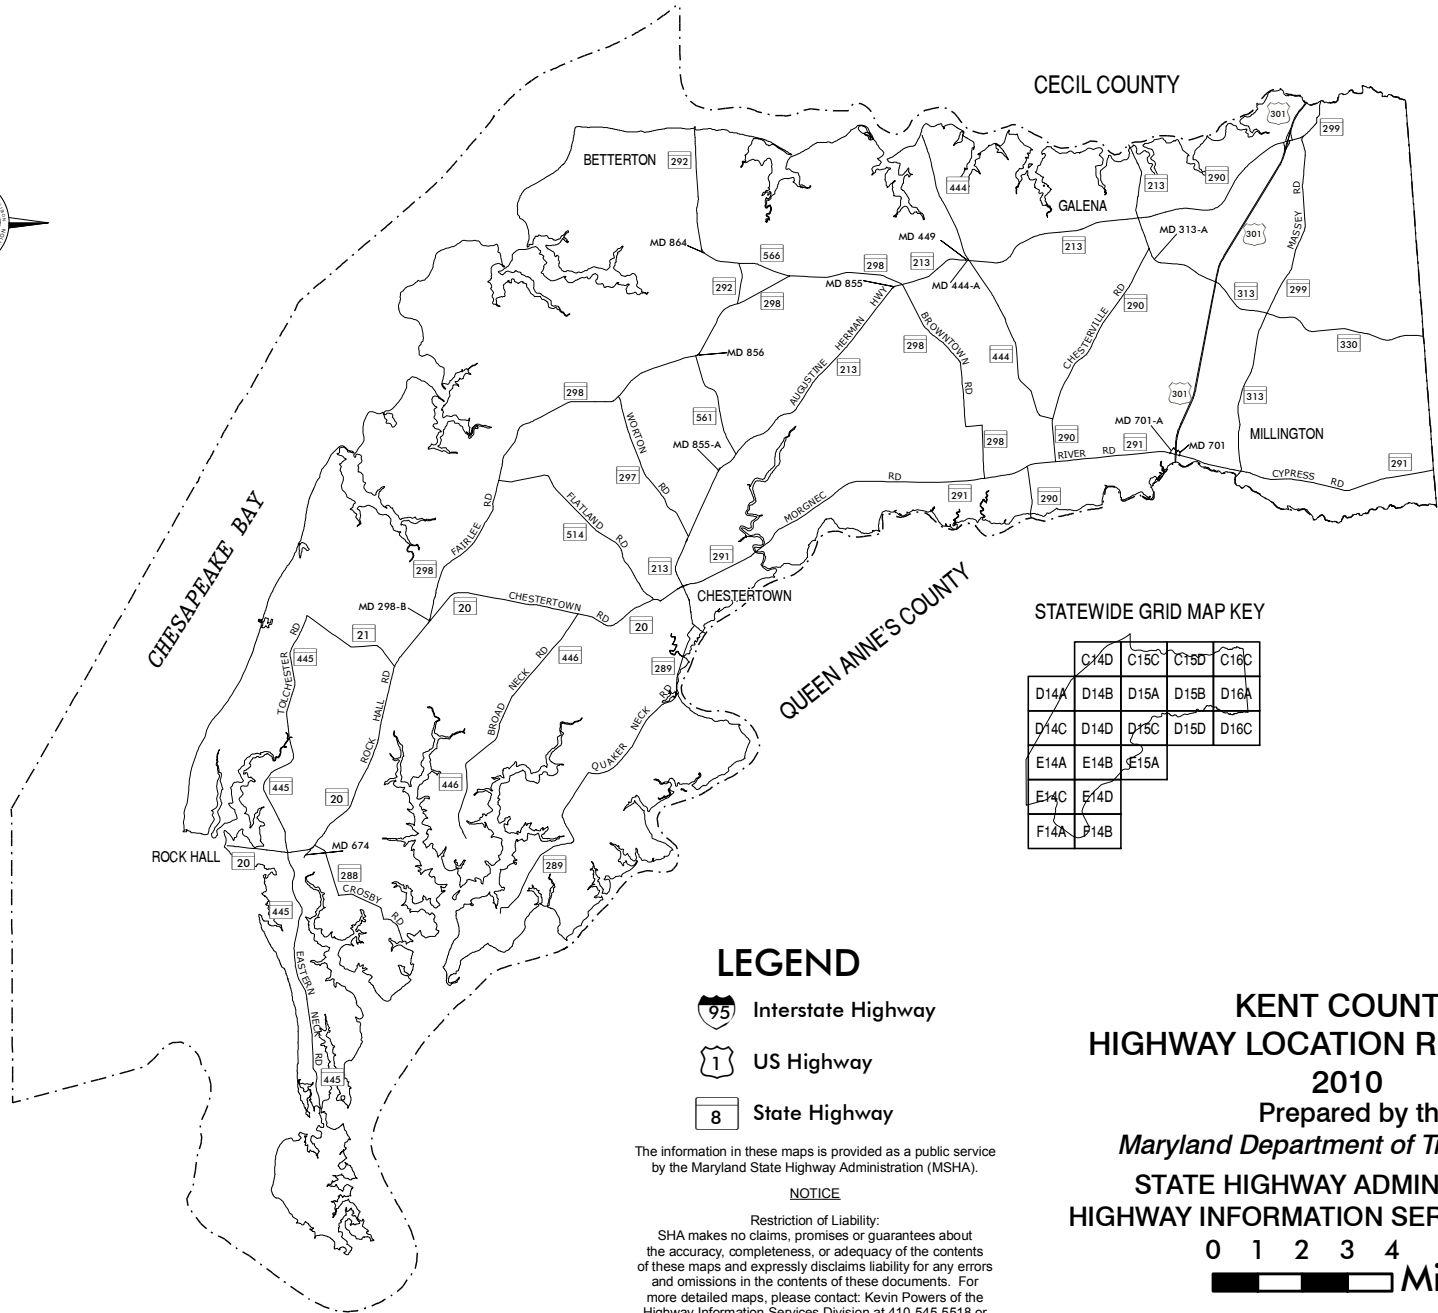 CECIL COUNTY
301
299
BETTERTON
292
444
213
290
GALENA
MASSEY RD
MD 864
MD 449
213
MD 313-A
301
566
298
213
292
298
MD 855
MD 444-A
290
313
299
CHESTERVILLE RD
AUGUSTINE HERMAN HWY
BROWNTOWN RD
298
444
330
MD 856
213
298
301
313
561
WORTON RD
MD 855-A
290
298
291
MD 701-A
MD 701
MILLINGTON
RIVER RD
291
CYPRESS RD
297
RD
MORGNEC
291
290
CHESAPEAKE BAY
FAIRLEE RD
FLATLAND RD
514
298
213
291
CHESTERTOWN
QUEEN ANNE'S COUNTY
MD 298-B
20
CHESTERTOWN RD
20
21
TOLCHESTER RD
445
446
BROAD NECK RD
289
ROCK HALL RD
QUAKER NECK RD
445
20
446
ROCK HALL
20
MD 674
288
CROSBY RD
289
445
EASTERN NECK RD
445
STATEWIDE GRID MAP KEY
C14D C15C C15D C16C
D14A D14B D15A D15B D16A
D14C D14D D15C D15D D16C
E14A E14B E15A
E14C E14D
F14A F14B
LEGEND
95 Interstate Highway
1 US Highway
8 State Highway
The information in these maps is provided as a public service
by the Maryland State Highway Administration (MSHA).
NOTICE
Restriction of Liability:
SHA makes no claims, promises or guarantees about
the accuracy, completeness, or adequacy of the contents
of these maps and expressly disclaims liability for any errors
and omissions in the contents of these documents. For
more detailed maps, please contact: Kevin Powers of the
Highway Information Services Division at 410-545-5518 or
KENT COUNT
HIGHWAY LOCATION R
2010
Prepared by th
Maryland Department of T
STATE HIGHWAY ADMIN
HIGHWAY INFORMATION SER
0 1 2 3 4
Mi